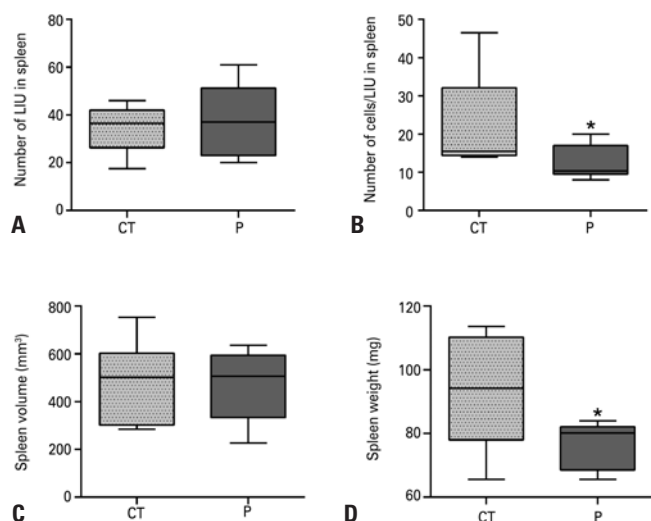 Number of LIU in spleen
80
60
40
20
0
CT
P
A
Number of cells/LIU in spleen
50
40
30
20
10
0
*
CT
P
B
Spleen volume (mm³)
800
600
400
200
0
CT
P
C
Spleen weight (mg)
120
100
80
60
*
CT
P
D